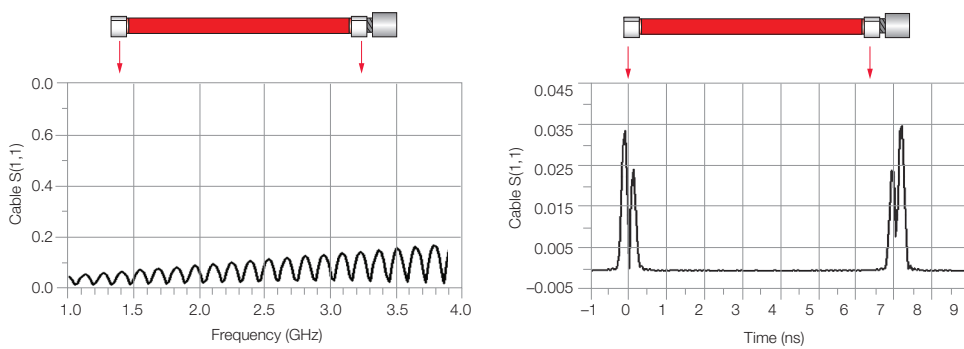 0.0
0.6
0.4
0.2
0.0
Cable S(1,1)
1.0 1.5 2.0 2.5 3.0 3.5 4.0
Frequency (GHz)
0.045
0.035
0.025
0.015
0.005
–0.005
Cable S(1,1)
–1 0 1 2 3 4 5 6 7 8 9
Time (ns)